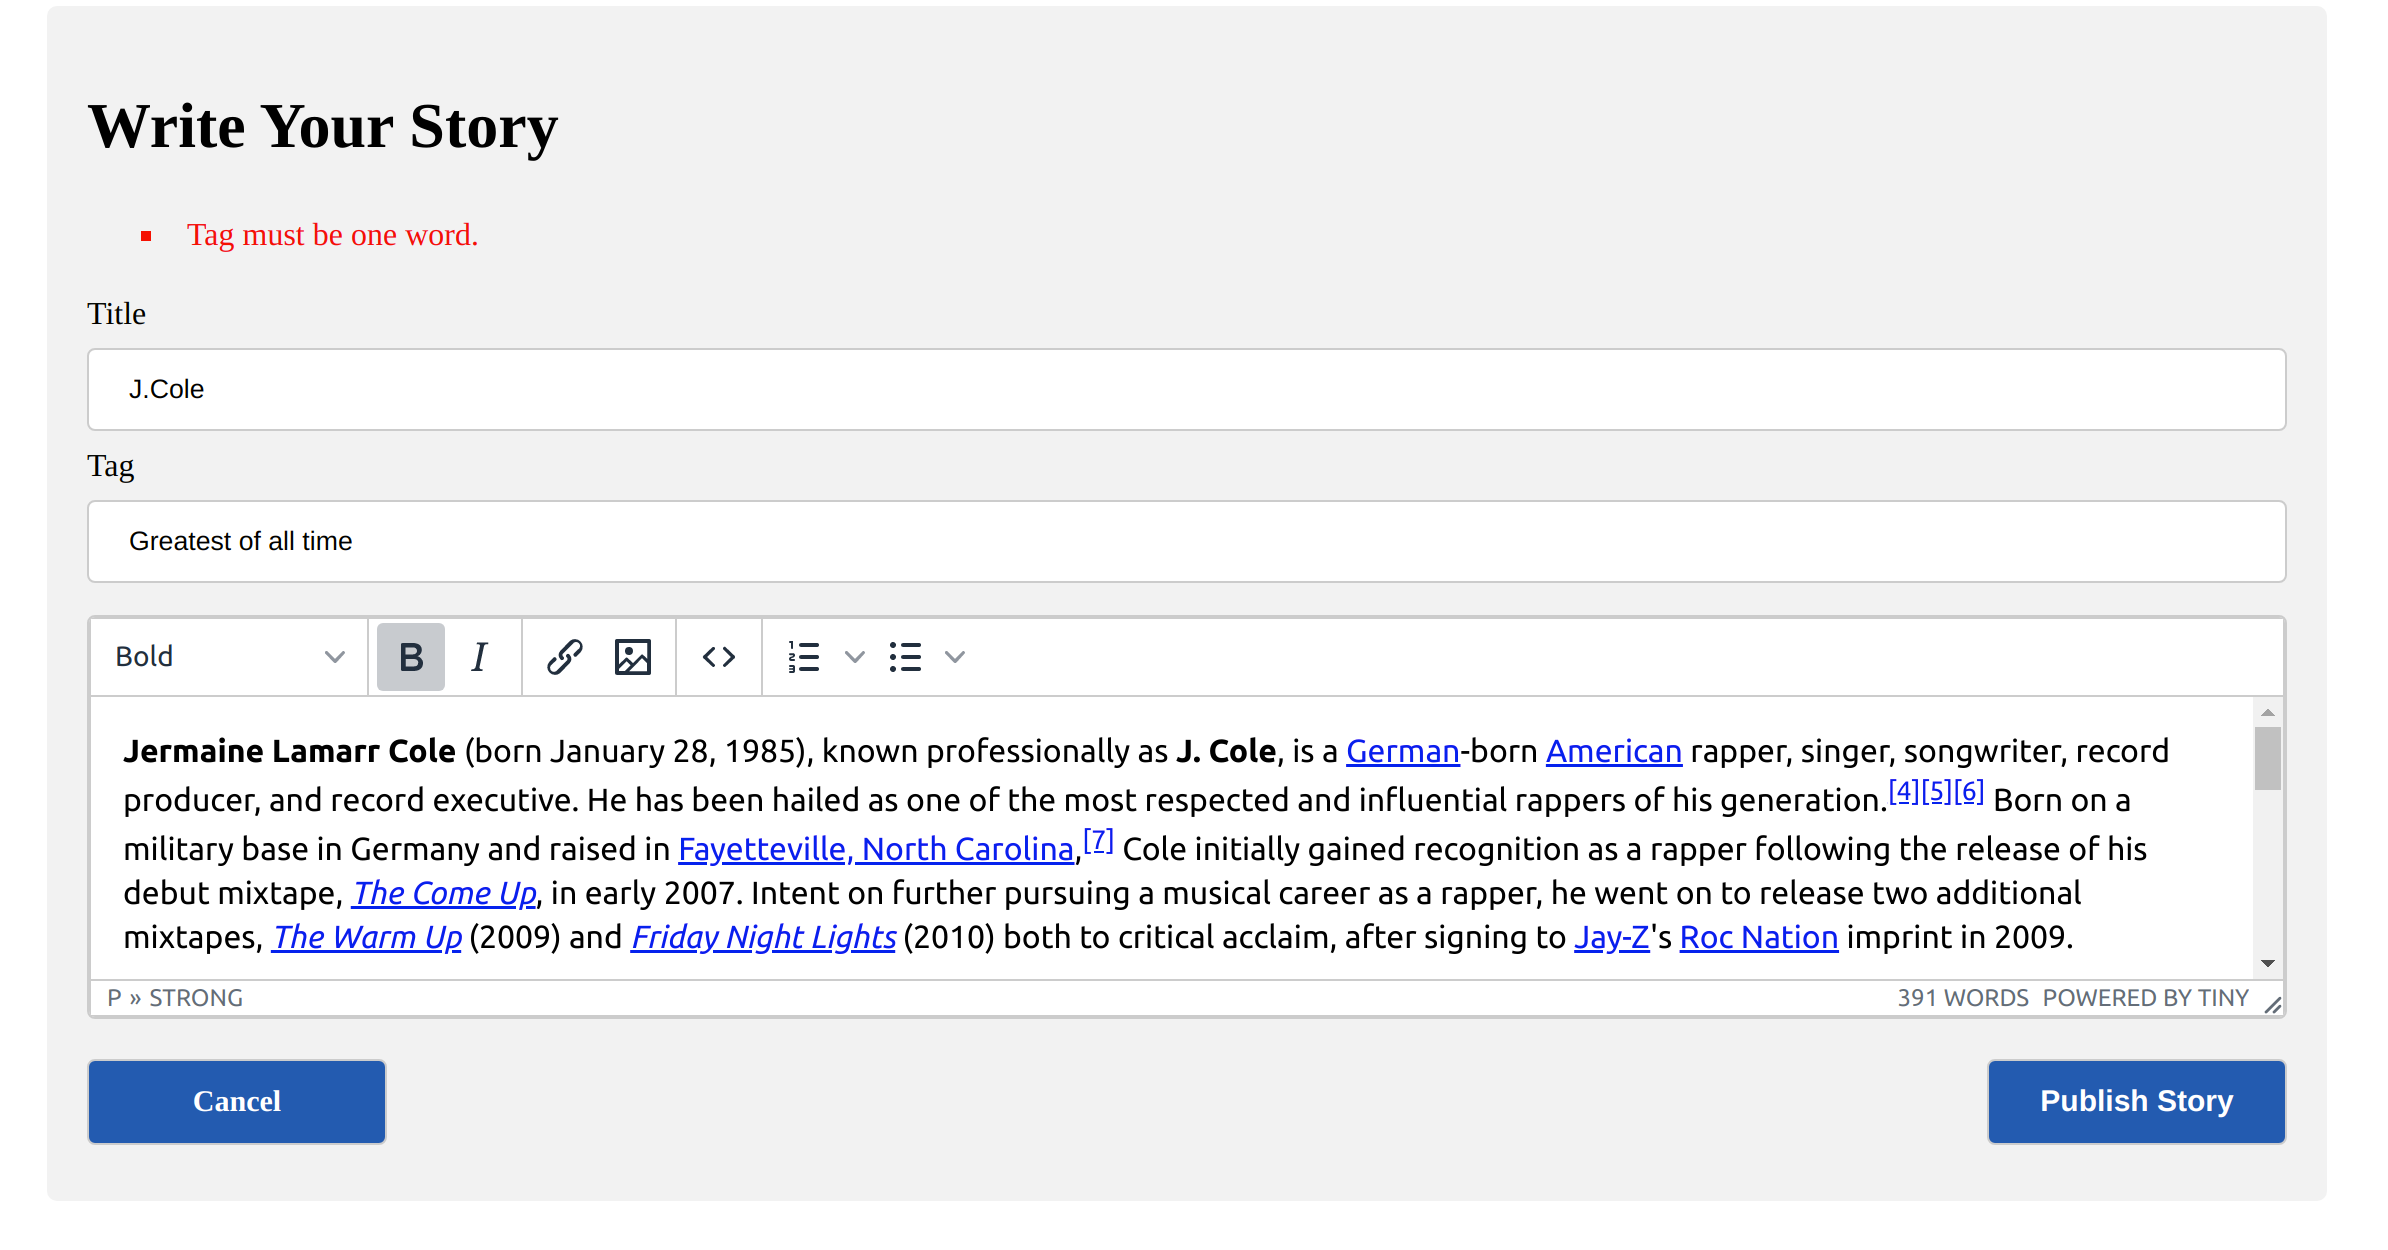 Write Your Story
Tag must be one word.
Title
J.Cole
Tag
Greatest of all time
Bold B I
Jermaine Lamarr Cole (born January 28, 1985), known professionally as J. Cole, is a German-born American rapper, singer, songwriter, record
producer, and record executive. He has been hailed as one of the most respected and influential rappers of his generation.[4][5][6] Born on a
military base in Germany and raised in Fayetteville, North Carolina,[7] Cole initially gained recognition as a rapper following the release of his
debut mixtape, The Come Up, in early 2007. Intent on further pursuing a musical career as a rapper, he went on to release two additional
mixtapes, The Warm Up (2009) and Friday Night Lights (2010) both to critical acclaim, after signing to Jay-Z's Roc Nation imprint in 2009.
P » STRONG 391 WORDS POWERED BY TINY
Cancel Publish Story